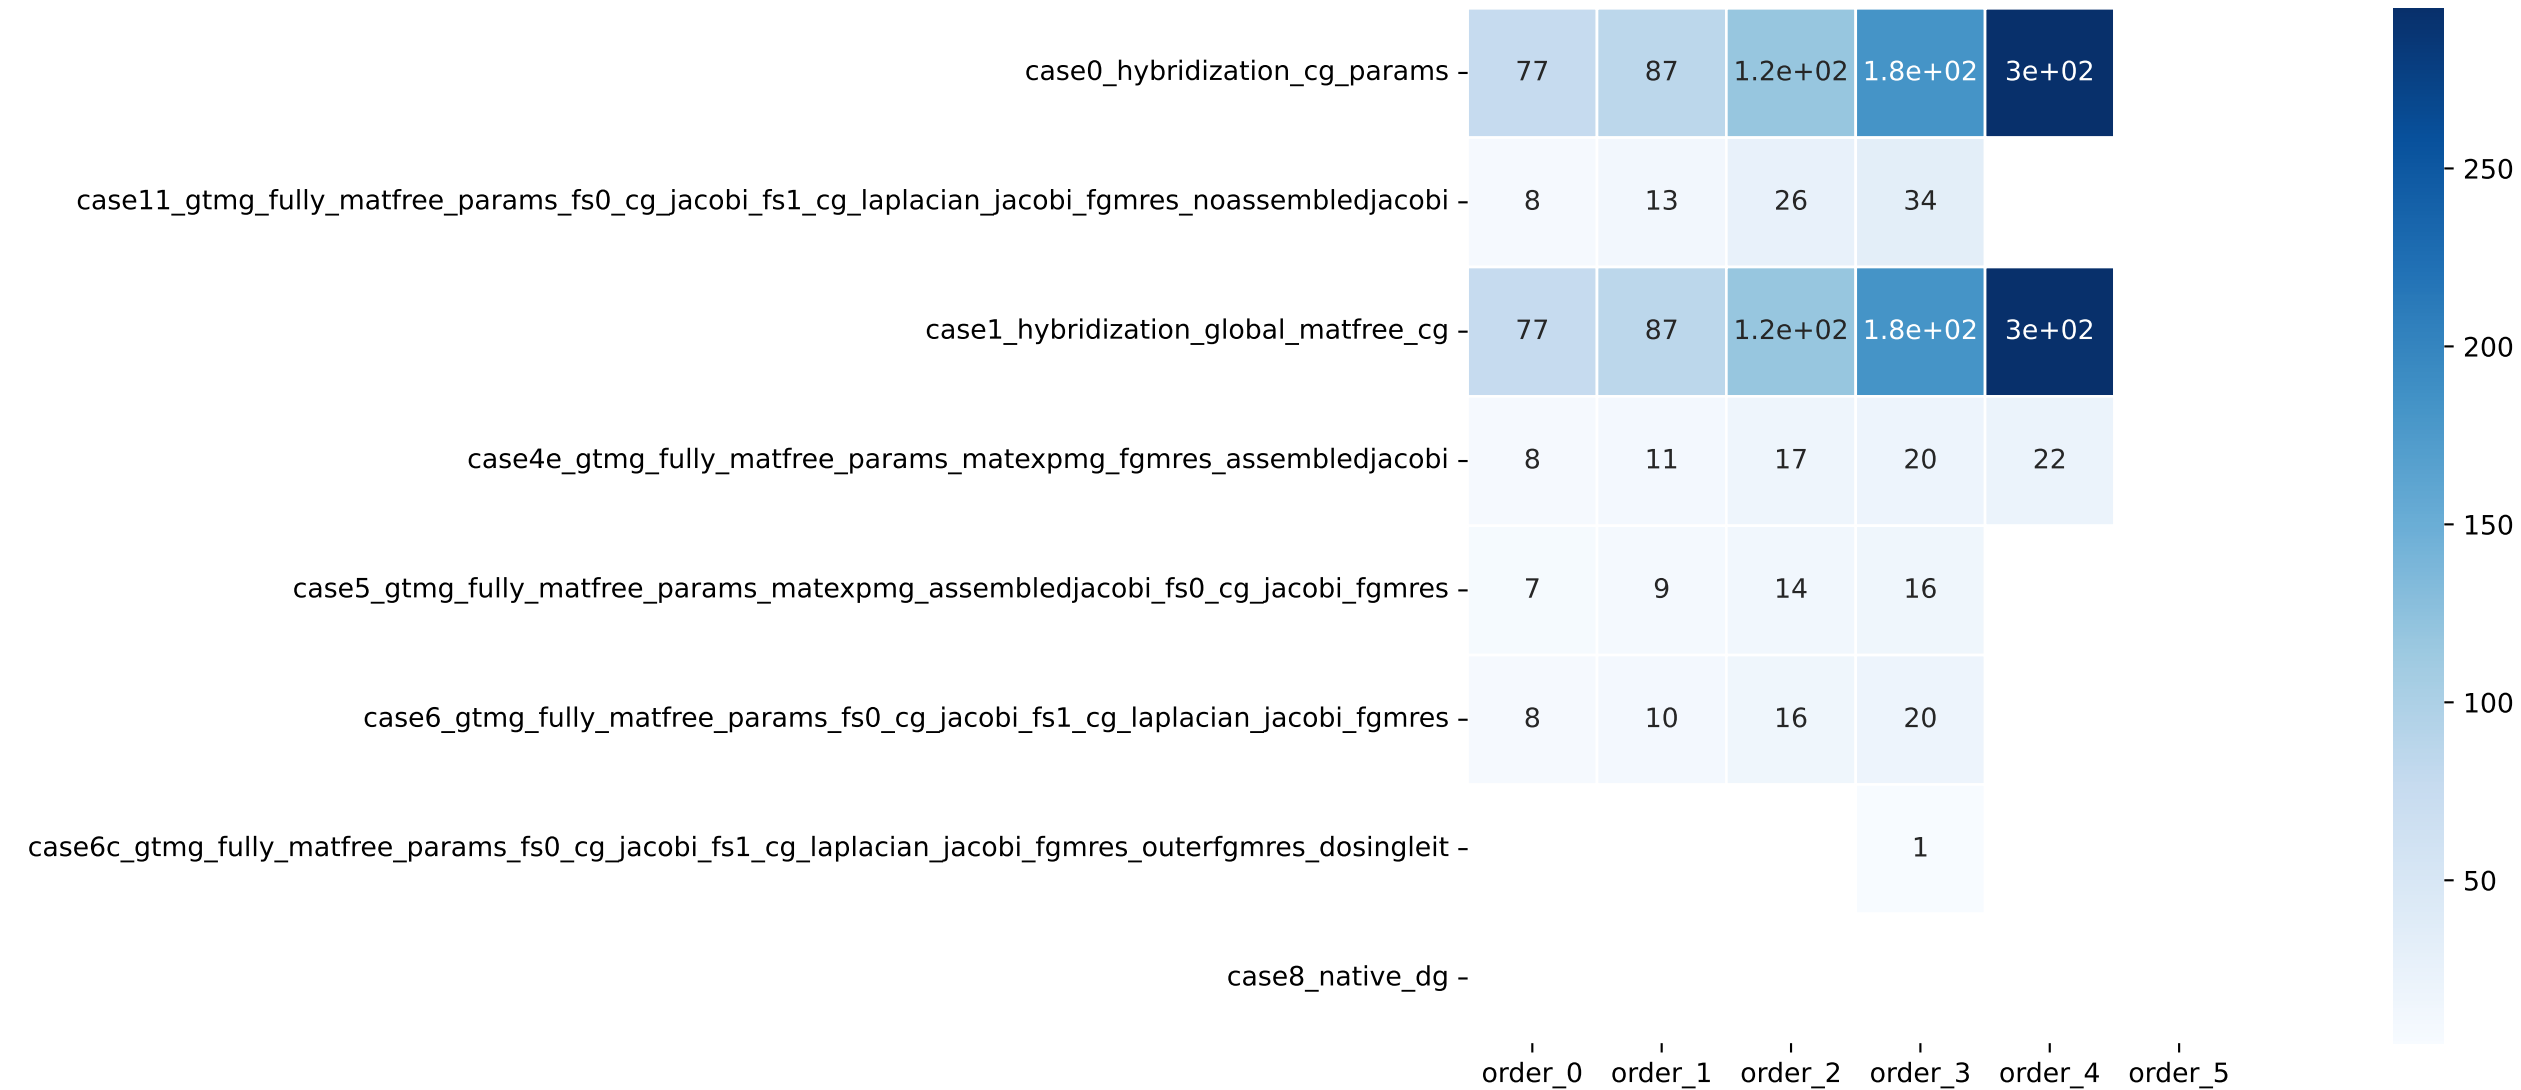 case0_hybridization_cg_params 77 87 1.2e+02 1.8e+02 3e+02
case11_gtmg_fully_matfree_params_fs0_cg_jacobi_fs1_cg_laplacian_jacobi_fgmres_noassembledjacobi 8 13 26 34
case1_hybridization_global_matfree_cg 77 87 1.2e+02 1.8e+02 3e+02
case4e_gtmg_fully_matfree_params_matexpmg_fgmres_assembledjacobi 8 11 17 20 22
case5_gtmg_fully_matfree_params_matexpmg_assembledjacobi_fs0_cg_jacobi_fgmres 7 9 14 16
case6_gtmg_fully_matfree_params_fs0_cg_jacobi_fs1_cg_laplacian_jacobi_fgmres 8 10 16 20
case6c_gtmg_fully_matfree_params_fs0_cg_jacobi_fs1_cg_laplacian_jacobi_fgmres_outerfgmres_dosingleit 1
case8_native_dg
order_0 order_1 order_2 order_3 order_4 order_5
250
200
150
100
50